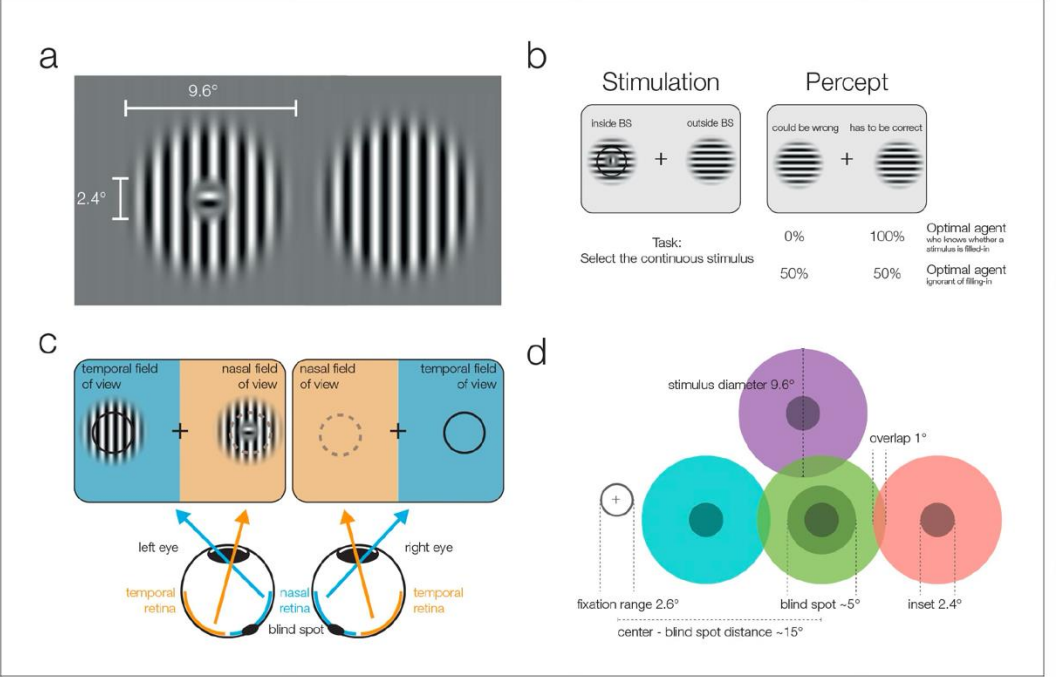 a
9.6°
2.4°
b
Stimulation
Percept
inside BS
outside BS
could be wrong
has to be correct
+
+
Task:
Select the continuous stimulus
0%
100%
Optimal agent
who knows whether a
stimulus is filled-in
50%
50%
Optimal agent
ignorant of filling-in
c
temporal field
of view
nasal field
of view
nasal field
of view
temporal field
of view
+
+
left eye
right eye
temporal
retina
nasal
retina
temporal
retina
blind spot
d
stimulus diameter 9.6°
overlap 1°
+
fixation range 2.6°
blind spot ~5°
inset 2.4°
center - blind spot distance ~15°